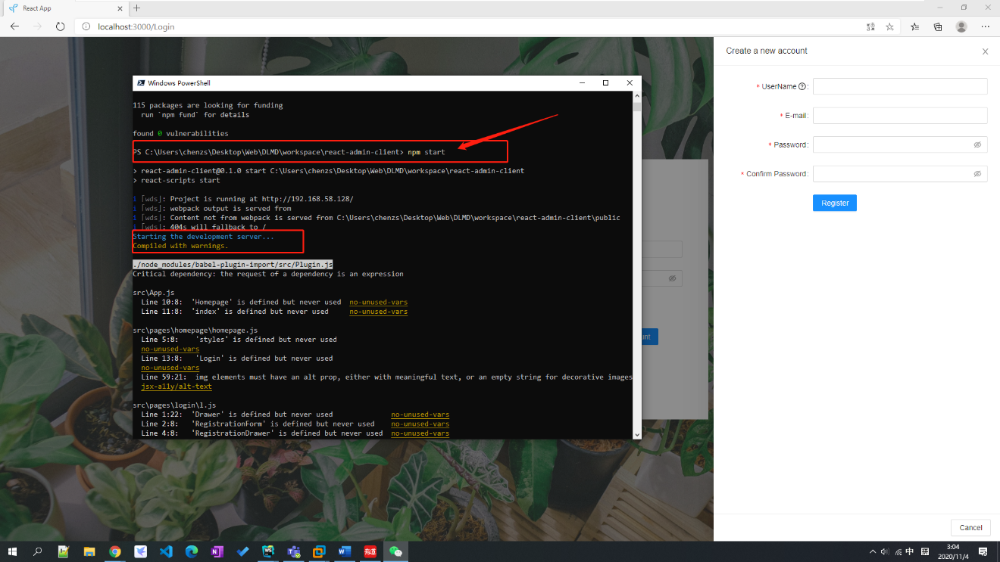 React App
localhost:3000/Login
Create a new account
* UserName :
* E-mail:
* Password:
* Confirm Password:
Register
Cancel
Windows PowerShell
115 packages are looking for funding
run `npm fund` for details
found 0 vulnerabilities
PS C:\Users\chenzs\Desktop\Web\DLMD\workspace\react-admin-client> npm start
> react-admin-client@0.1.0 start C:\Users\chenzs\Desktop\Web\DLMD\workspace\react-admin-client
> react-scripts start
i [wds]: Project is running at http://192.168.58.128/
i [wds]: webpack output is served from
i [wds]: Content not from webpack is served from C:\Users\chenzs\Desktop\Web\DLMD\workspace\react-admin-client\public
i [wds]: 404s will fallback to /
Starting the development server...
Compiled with warnings.
./node_modules/babel-plugin-import/src/Plugin.js
Critical dependency: the request of a dependency is an expression
src\App.js
Line 10:8: 'Homepage' is defined but never used no-unused-vars
Line 11:8: 'index' is defined but never used no-unused-vars
src\pages\homepage\homepage.js
Line 5:8: 'styles' is defined but never used
no-unused-vars
Line 13:8: 'Login' is defined but never used
no-unused-vars
Line 59:21: img elements must have an alt prop, either with meaningful text, or an empty string for decorative images
jsx-a11y/alt-text
src\pages\login\l.js
Line 1:22: 'Drawer' is defined but never used no-unused-vars
Line 2:8: 'RegistrationForm' is defined but never used no-unused-vars
Line 4:8: 'RegistrationDrawer' is defined but never used no-unused-vars
中
3:04
2020/11/4